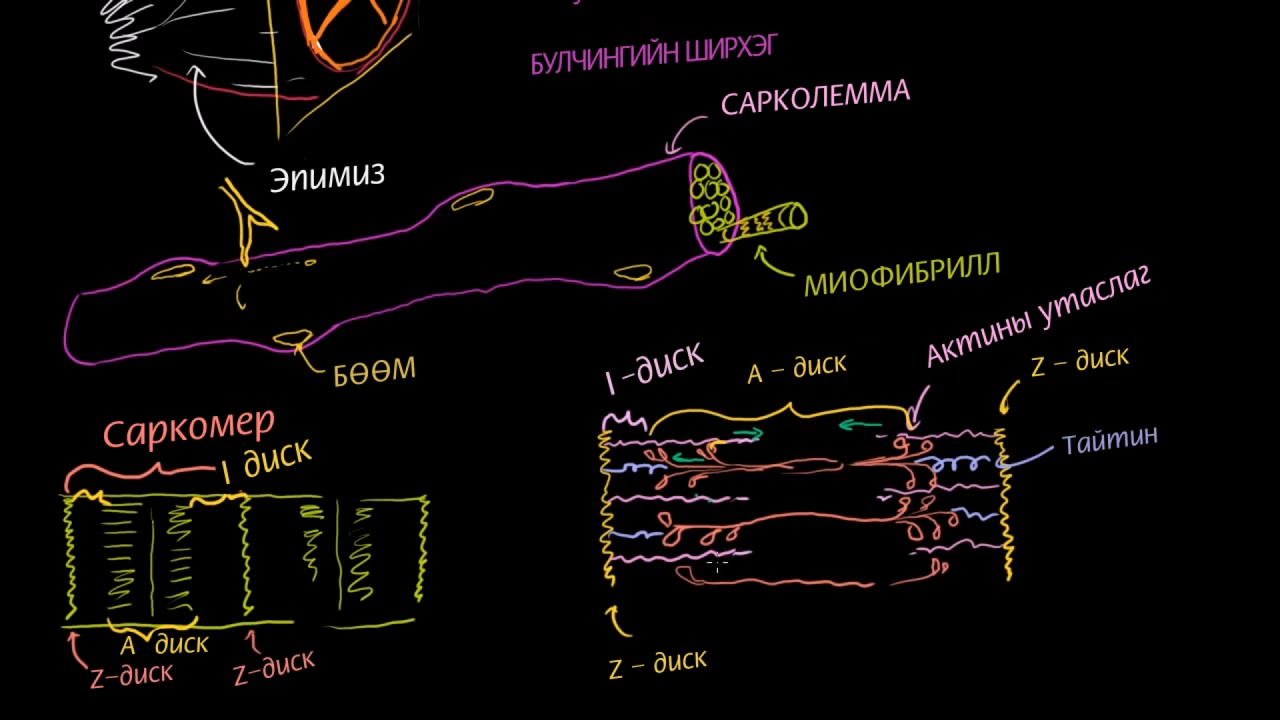 БУЛЧИНГИЙН ШИРХЭГ
САРКОЛЕММА
Эпимиз
МИОФИБРИЛЛ
БӨӨМ
I -диск
А - диск
Актины утаслаг
Z - диск
Тайтин
Саркомер
I диск
А диск
Z-диск
Z-диск
Z - диск